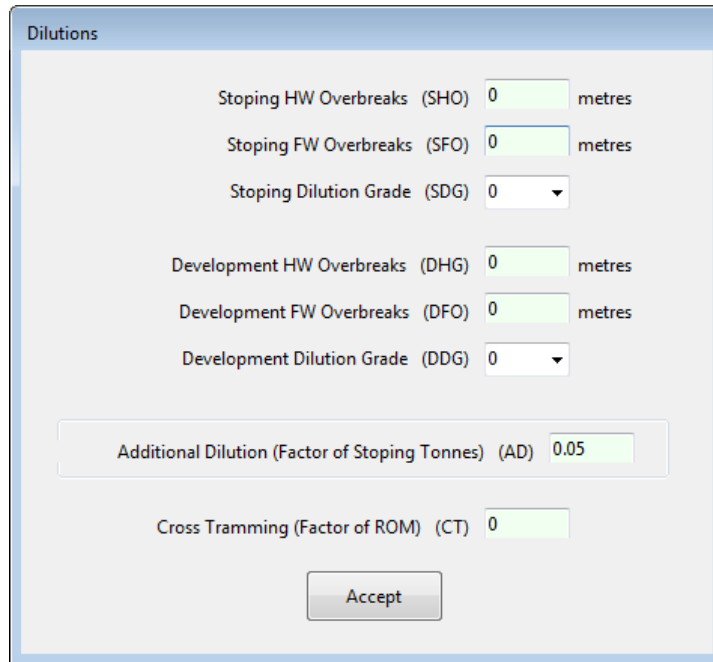 Dilutions
Stoping HW Overbreaks (SHO) 0 metres
Stoping FW Overbreaks (SFO) 0 metres
Stoping Dilution Grade (SDG) 0
Development HW Overbreaks (DHG) 0 metres
Development FW Overbreaks (DFO) 0 metres
Development Dilution Grade (DDG) 0
Additional Dilution (Factor of Stoping Tonnes) (AD) 0.05
Cross Tramming (Factor of ROM) (CT) 0
Accept